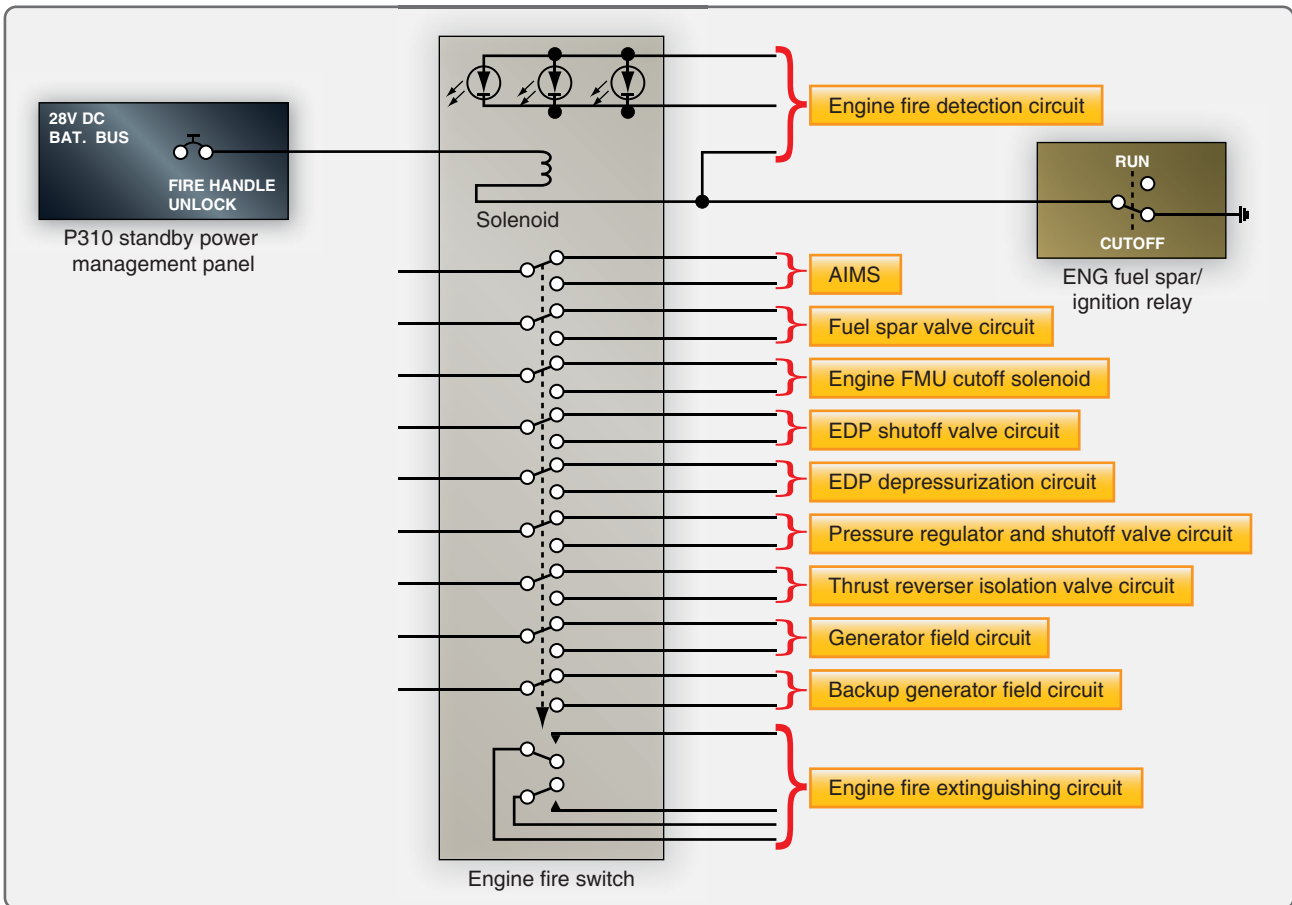 28V DC
BAT. BUS
FIRE HANDLE
UNLOCK
P310 standby power
management panel
Solenoid
Engine fire detection circuit
RUN
CUTOFF
ENG fuel spar/
ignition relay
AIMS
Fuel spar valve circuit
Engine FMU cutoff solenoid
EDP shutoff valve circuit
EDP depressurization circuit
Pressure regulator and shutoff valve circuit
Thrust reverser isolation valve circuit
Generator field circuit
Backup generator field circuit
Engine fire extinguishing circuit
Engine fire switch